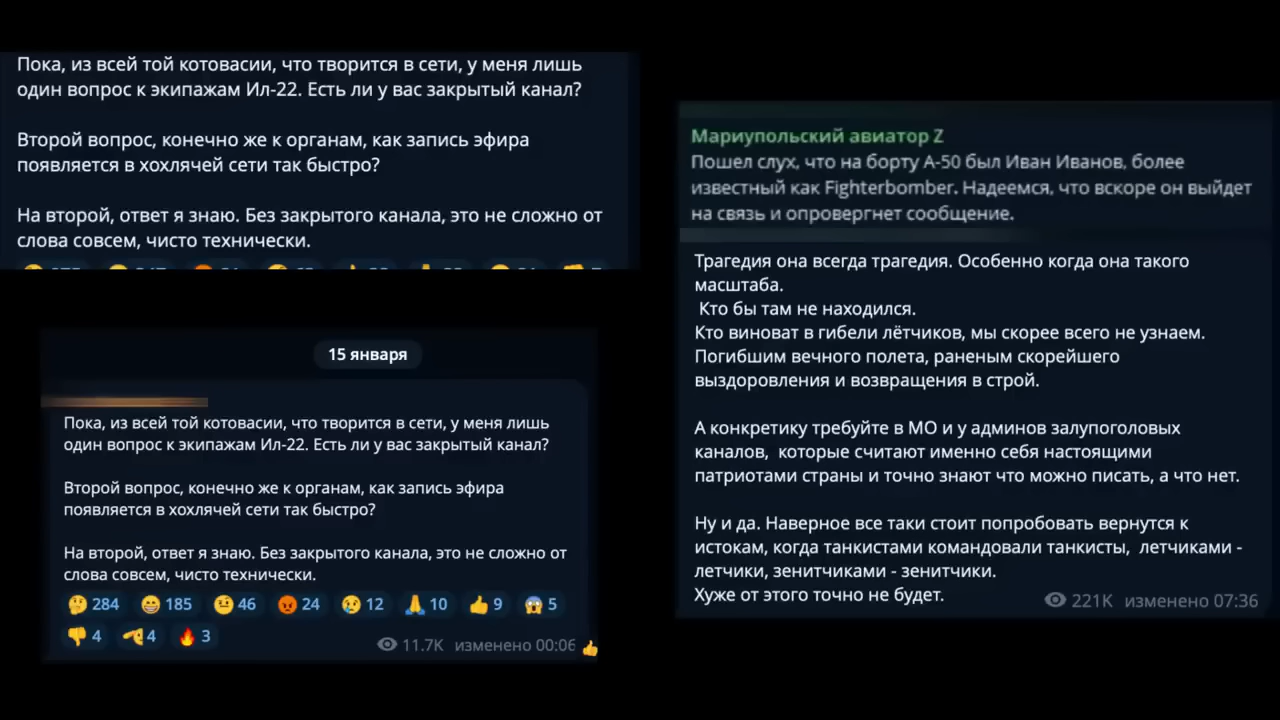 Пока, из всей той котовасии, что творится в сети, у меня лишь
один вопрос к экипажам Ил-22. Есть ли у вас закрытый канал?
Второй вопрос, конечно же к органам, как запись эфира
появляется в хохлячей сети так быстро?
На второй, ответ я знаю. Без закрытого канала, это не сложно от
слова совсем, чисто технически.
15 января
Пока, из всей той котовасии, что творится в сети, у меня лишь
один вопрос к экипажам Ил-22. Есть ли у вас закрытый канал?
Второй вопрос, конечно же к органам, как запись эфира
появляется в хохлячей сети так быстро?
На второй, ответ я знаю. Без закрытого канала, это не сложно от
слова совсем, чисто технически.
284 185 46 24 12 10 9 5
4 4 3
11.7K изменено 00:06
Мариупольский авиатор Z
Пошел слух, что на борту А-50 был Иван Иванов, более
известный как Fighterbomber. Надеемся, что вскоре он выйдет
на связь и опровергнет сообщение.
Трагедия она всегда трагедия. Особенно когда она такого
масштаба.
Кто бы там не находился.
Кто виноват в гибели лётчиков, мы скорее всего не узнаем.
Погибшим вечного полета, раненым скорейшего
выздоровления и возвращения в строй.
А конкретику требуйте в МО и у админов залупоголовых
каналов, которые считают именно себя настоящими
патриотами страны и точно знают что можно писать, а что нет.
Ну и да. Наверное все таки стоит попробовать вернутся к
истокам, когда танкистами командовали танкисты, летчиками -
летчики, зенитчиками - зенитчики.
Хуже от этого точно не будет.
221K изменено 07:36